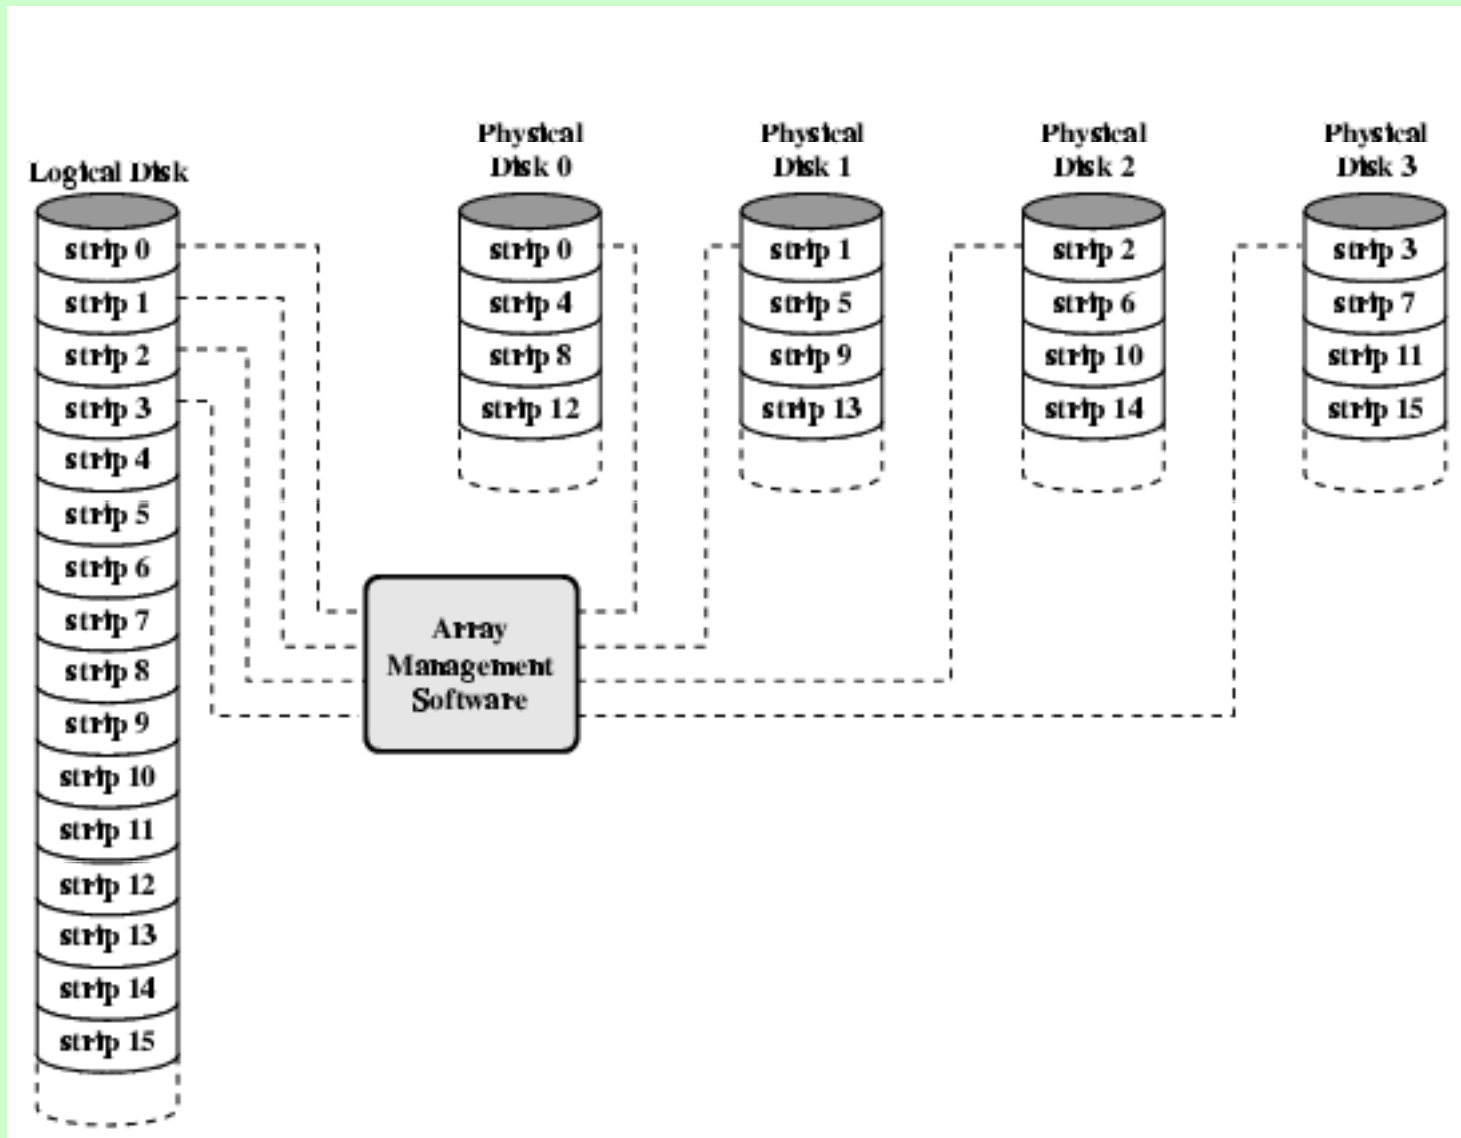 Logical Disk
strip 0
strip 1
strip 2
strip 3
strip 4
strip 5
strip 6
strip 7
strip 8
strip 9
strip 10
strip 11
strip 12
strip 13
strip 14
strip 15
Physical
Disk 0
strip 0
strip 4
strip 8
strip 12
Physical
Disk 1
strip 1
strip 5
strip 9
strip 13
Physical
Disk 2
strip 2
strip 6
strip 10
strip 14
Physical
Disk 3
strip 3
strip 7
strip 11
strip 15
Array
Management
Software